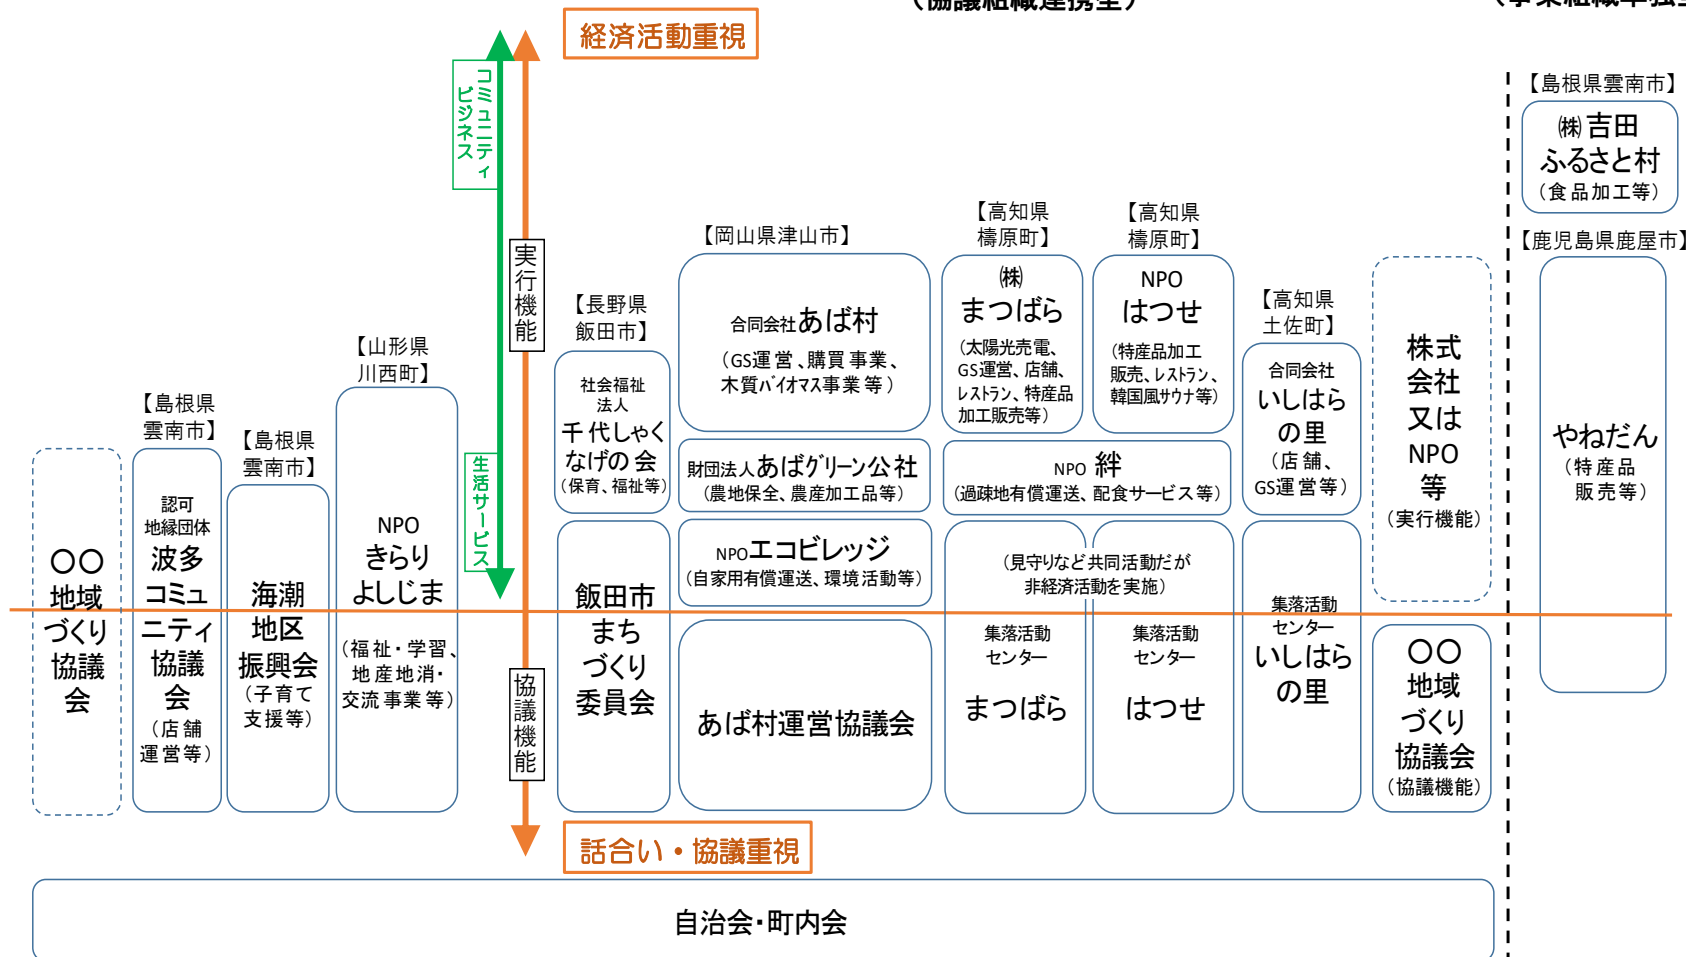 （協議組織連携型）
経済活動重視
コミュニティ
ビジネス
実行機能
生活サービス
協議機能
話合い・協議重視
〇〇
地域
づくり
協議
会
【島根県
雲南市】
認可
地縁団体
波多
コミュ
ニティ
協議
会
（店舗
運営等）
【島根県
雲南市】
海潮
地区
振興会
（子育て
支援等）
【山形県
川西町】
NPO
きらり
よしじま
（福祉・学習、
地産地消・
交流事業等）
【長野県
飯田市】
社会福祉
法人
千代しゃく
なげの会
（保育、福祉等）
飯田市
まち
づくり
委員会
【岡山県津山市】
合同会社あば村
（GS運営、購買事業、
木質バイオマス事業等）
財団法人あばグリーン公社
（農地保全、農産加工品等）
NPOエコビレッジ
（自家用有償運送、環境活動等）
あば村運営協議会
【高知県
檮原町】
㈱
まつばら
（太陽光売電、
GS運営、店舗、
レストラン、特産品
加工販売等）
【高知県
檮原町】
NPO
はつせ
（特産品加工
販売、レストラン、
韓国風サウナ等）
NPO 絆
（過疎地有償運送、配食サービス等）
（見守りなど共同活動だが
非経済活動を実施）
集落活動
センター
まつばら
集落活動
センター
はつせ
【高知県
土佐町】
合同会社
いしはら
の里
（店舗、
GS運営等）
集落活動
センター
いしはら
の里
株式
会社
又は
NPO
等
（実行機能）
〇〇
地域
づくり
協議会
（協議機能）
【島根県雲南市】
㈱吉田
ふるさと村
（食品加工等）
【鹿児島県鹿屋市】
やねだん
（特産品
販売等）
自治会・町内会